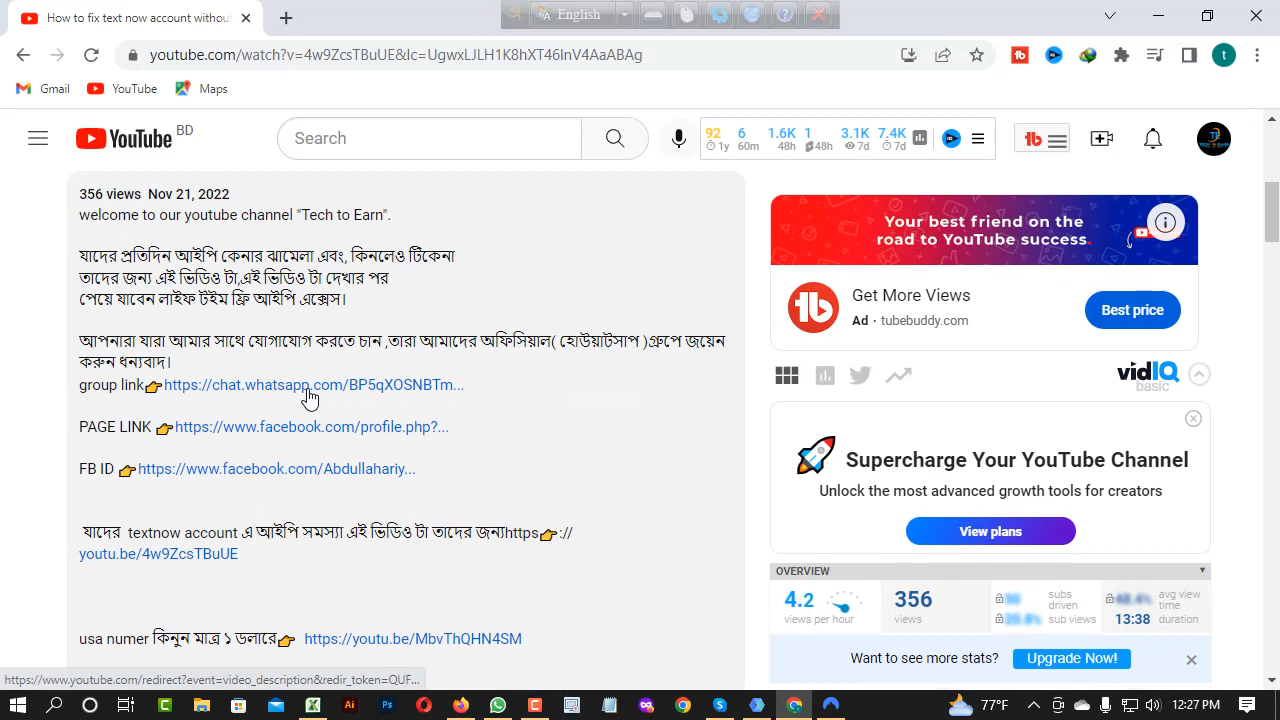 How to fix text now account withou
English
youtube.com/watch?v=4w9ZcsTBuUE&lc=UgwxLJLH1K8hXT46InV4AaABAg
t
Gmail
YouTube
Maps
YouTube BD
Search
92 6 1.6K 1 3.1K 7.4K
1y 60m 48h 48h 7d 7d
356 views Nov 21, 2022
welcome to our youtube channel "Tech to Earn".
যাদের প্রতিদিন আইপি কেনার ঝামেলা এবং, কিনলেও টিকেনা
তাদের জন্য এই ভিডিও টা,এই ভিডিও টা দেখার পর
পেয়ে যাবেন লাইফ টইম ফ্রি আইপি এক্সেস।
আপনারা যারা আমার সাথে যোগাযোগ করতে চান ,তারা আমাদের অফিসিয়াল( হোউয়াটসাপ )গ্রুপে জয়েন
করুন ধন্যবাদ।
group link👉https://chat.whatsapp.com/BP5qXOSNBTm...
PAGE LINK 👉https://www.facebook.com/profile.php?...
FB ID 👉https://www.facebook.com/Abdullahariy...
যাদের textnow account এ আইপি সমস্যা এই ভিডিও টা তাদের জন্যhttps👉://
youtu.be/4w9ZcsTBuUE
usa numer কিনুন মাত্র ১ ডলারে👉 https://youtu.be/MbvThQHN4SM
Your best friend on the
road to YouTube success.
Get More Views
Ad · tubebuddy.com
Best price
vidIQ
basic
Supercharge Your YouTube Channel
Unlock the most advanced growth tools for creators
View plans
OVERVIEW
4.2
views per hour
356
views
subs
driven
sub views
avg view
time
13:38 duration
Want to see more stats?
Upgrade Now!
https://www.youtube.com/redirect?event=video_description&redir_token=QUF...
77°F
12:27 PM